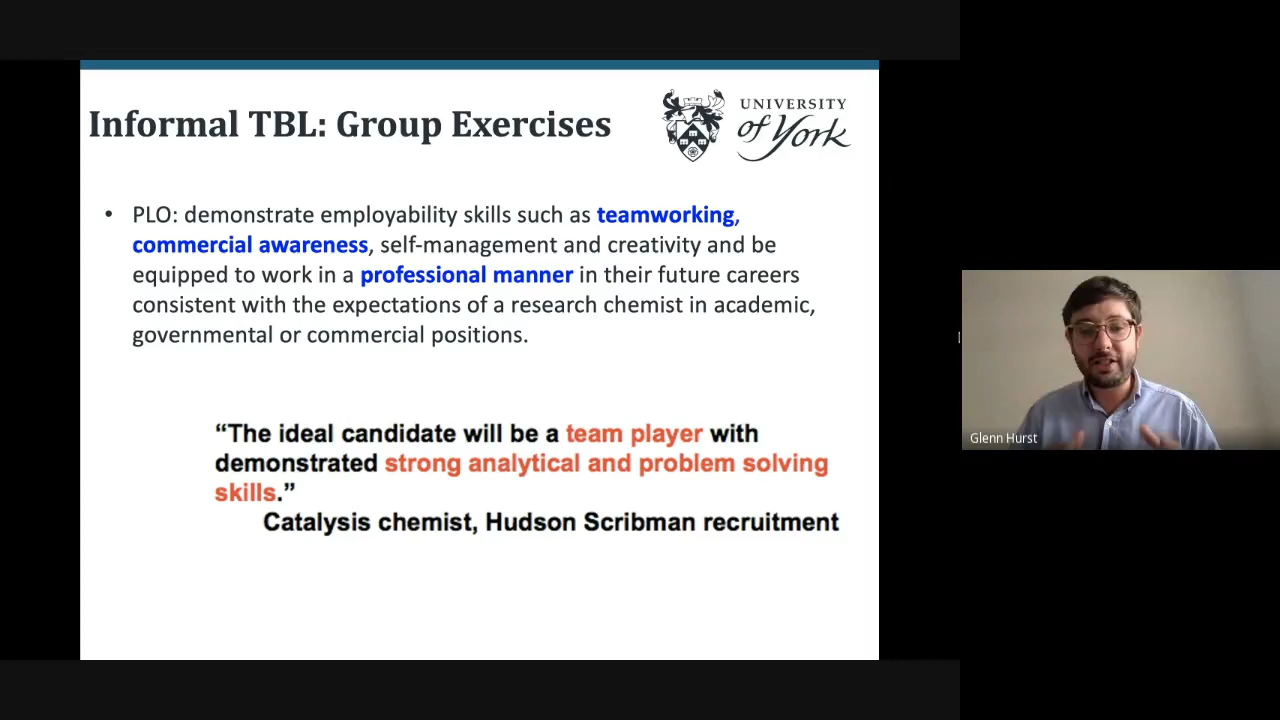 Informal TBL: Group Exercises
UNIVERSITY
of York
• PLO: demonstrate employability skills such as teamworking,
commercial awareness, self-management and creativity and be
equipped to work in a professional manner in their future careers
consistent with the expectations of a research chemist in academic,
governmental or commercial positions.
“The ideal candidate will be a team player with
demonstrated strong analytical and problem solving
skills.”
Catalysis chemist, Hudson Scribman recruitment
Glenn Hurst